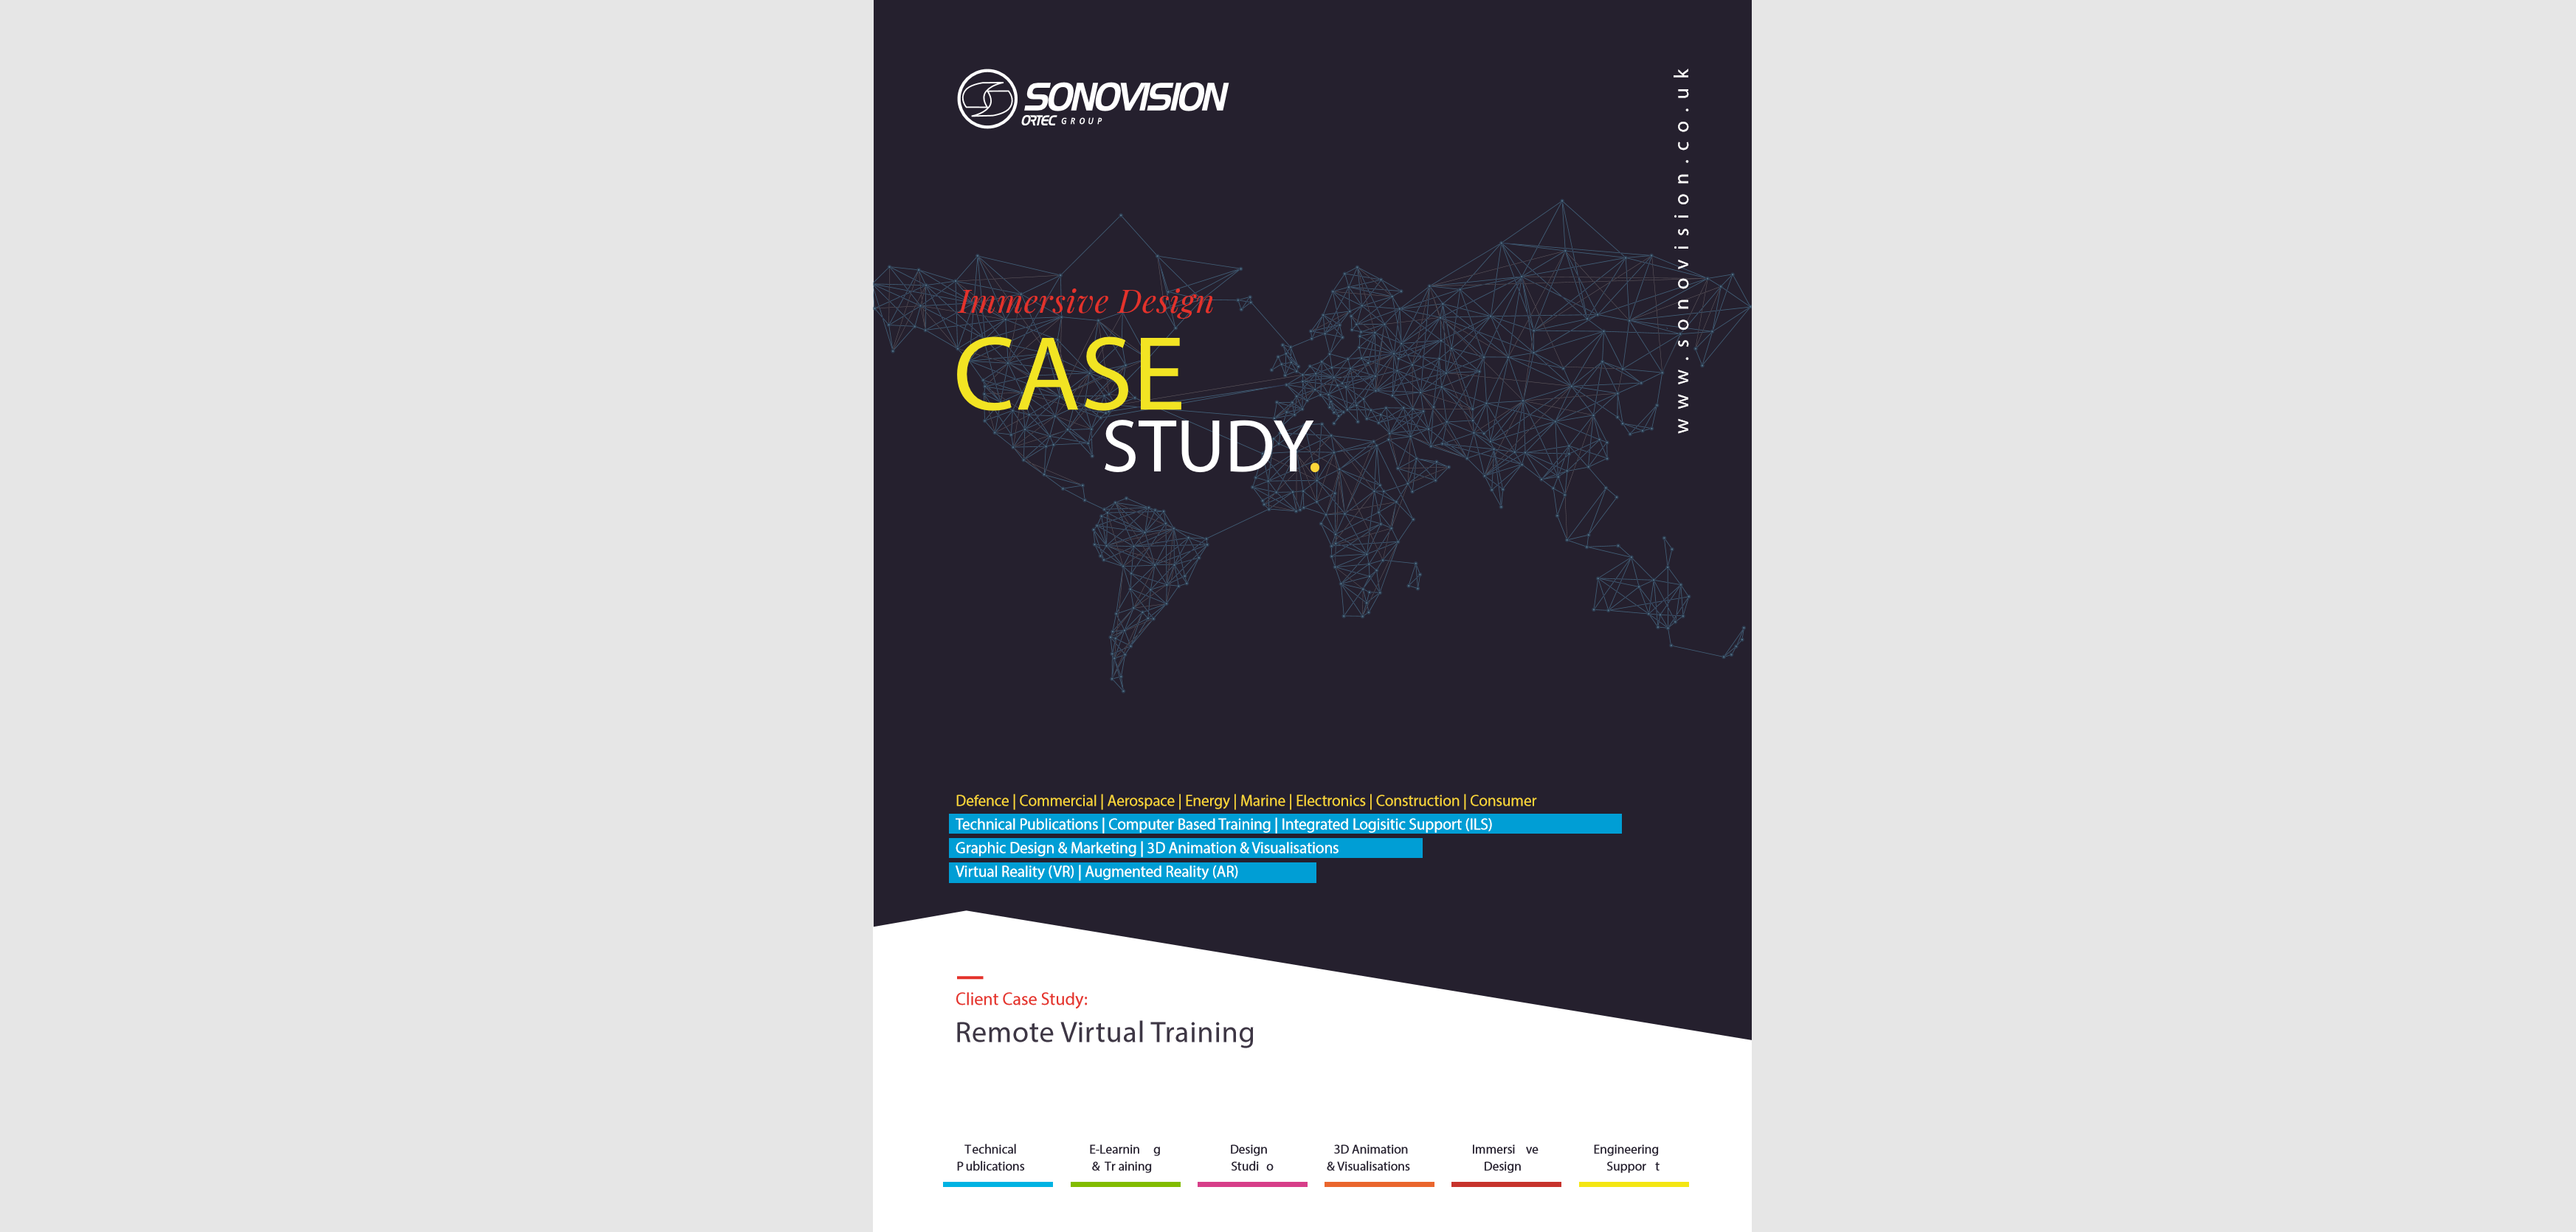 SONOVISION
ORTEC GROUP
www.sonovision.co.uk
Immersive Design
CASE
STUDY.
Defence | Commercial | Aerospace | Energy | Marine | Electronics | Construction | Consumer
Technical Publications | Computer Based Training | Integrated Logisitic Support (ILS)
Graphic Design & Marketing | 3D Animation & Visualisations
Virtual Reality (VR) | Augmented Reality (AR)
Client Case Study:
Remote Virtual Training
Technical
Publications
E-Learning
& Training
Design
Studio
3D Animation
& Visualisations
Immersive
Design
Engineering
Support